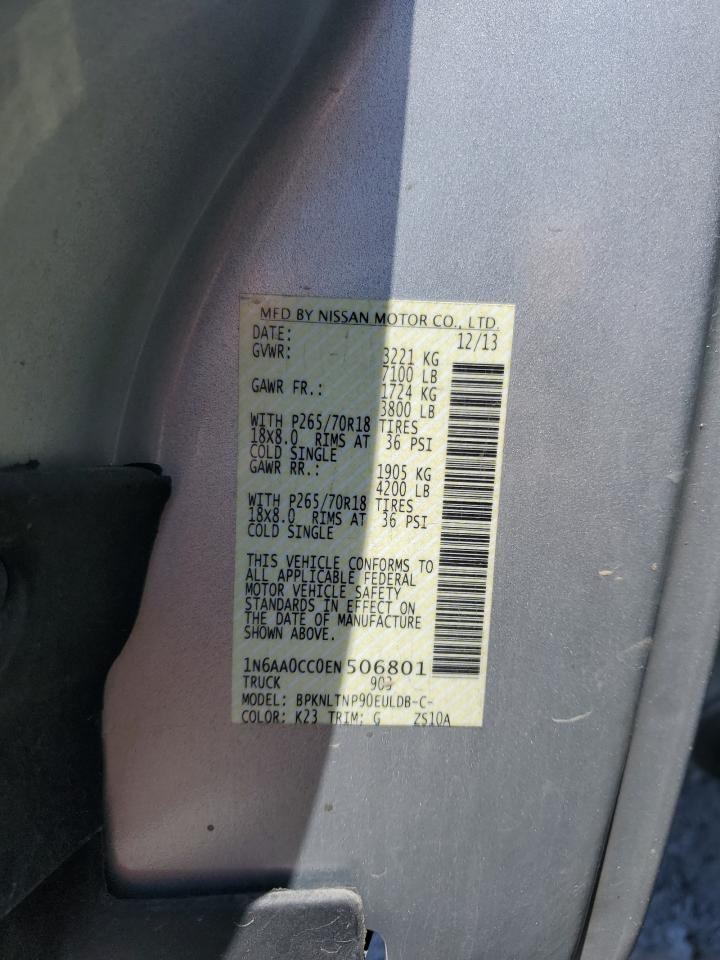 MFD BY NISSAN MOTOR CO., LTD.
DATE: 12/13
GVWR: 3221 KG
7100 LB
GAWR FR.: 1724 KG
3800 LB
WITH P265/70R18 TIRES
18X8.0 RIMS AT 36 PSI
COLD SINGLE
GAWR RR.: 1905 KG
4200 LB
WITH P265/70R18 TIRES
18X8.0 RIMS AT 36 PSI
COLD SINGLE
THIS VEHICLE CONFORMS TO
ALL APPLICABLE FEDERAL
MOTOR VEHICLE SAFETY
STANDARDS IN EFFECT ON
THE DATE OF MANUFACTURE
SHOWN ABOVE.
1N6AA0CC0EN506801
TRUCK 903
MODEL: BPKNLTNP90EULDB-C-
COLOR: K23 TRIM: G ZS10A